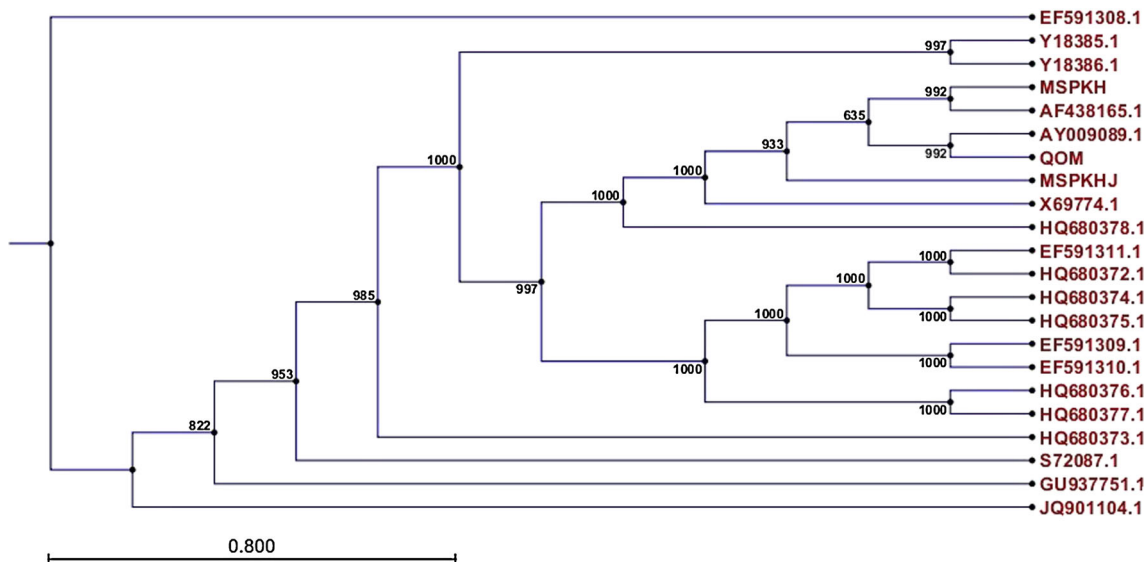 EF591308.1
997 Y18385.1
Y18386.1
992 MSPKH
635 AF438165.1
933 AY009089.1
992 QOM
1000 1000 MSPKHJ
1000 X69774.1
HQ680378.1
1000 EF591311.1
1000 HQ680372.1
997 HQ680374.1
985 1000 1000 HQ680375.1
EF591309.1
1000 1000 EF591310.1
953 HQ680376.1
1000 HQ680377.1
822 HQ680373.1
S72087.1
GU937751.1
JQ901104.1
0.800